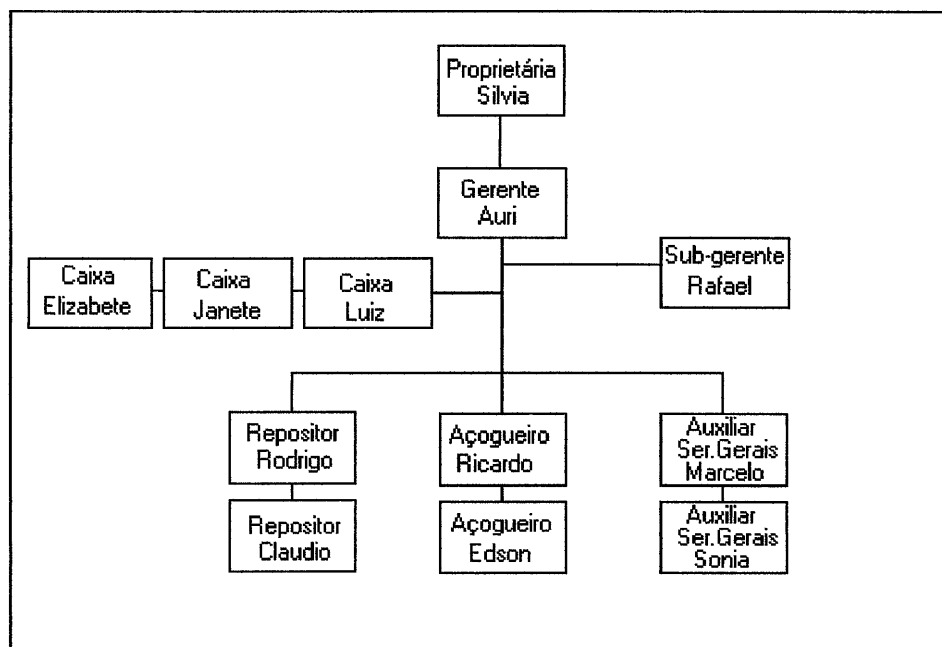 Proprietária
Silvia
Gerente
Auri
Sub-gerente
Rafael
Caixa
Elizabete
Caixa
Janete
Caixa
Luiz
Repositor
Rodrigo
Açogueiro
Ricardo
Auxiliar
Ser.Gerais
Marcelo
Repositor
Claudio
Açogueiro
Edson
Auxiliar
Ser.Gerais
Sonia